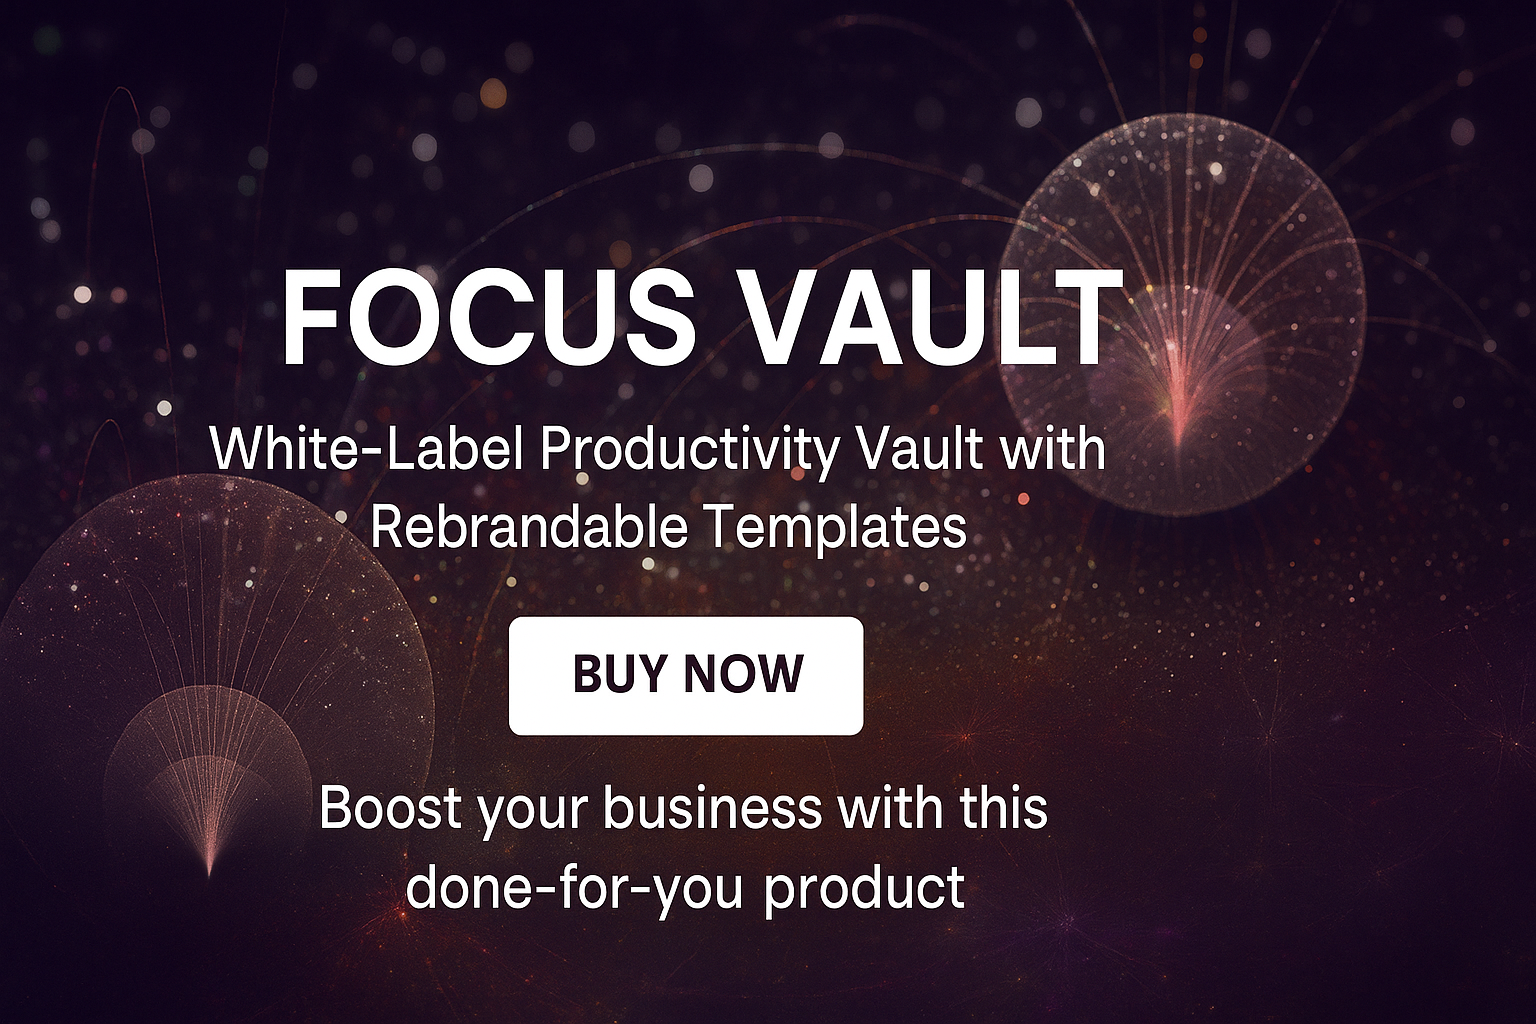 FOCUS VAULT
White-Label Productivity Vault with
Rebrandable Templates
BUY NOW
Boost your business with this
done-for-you product